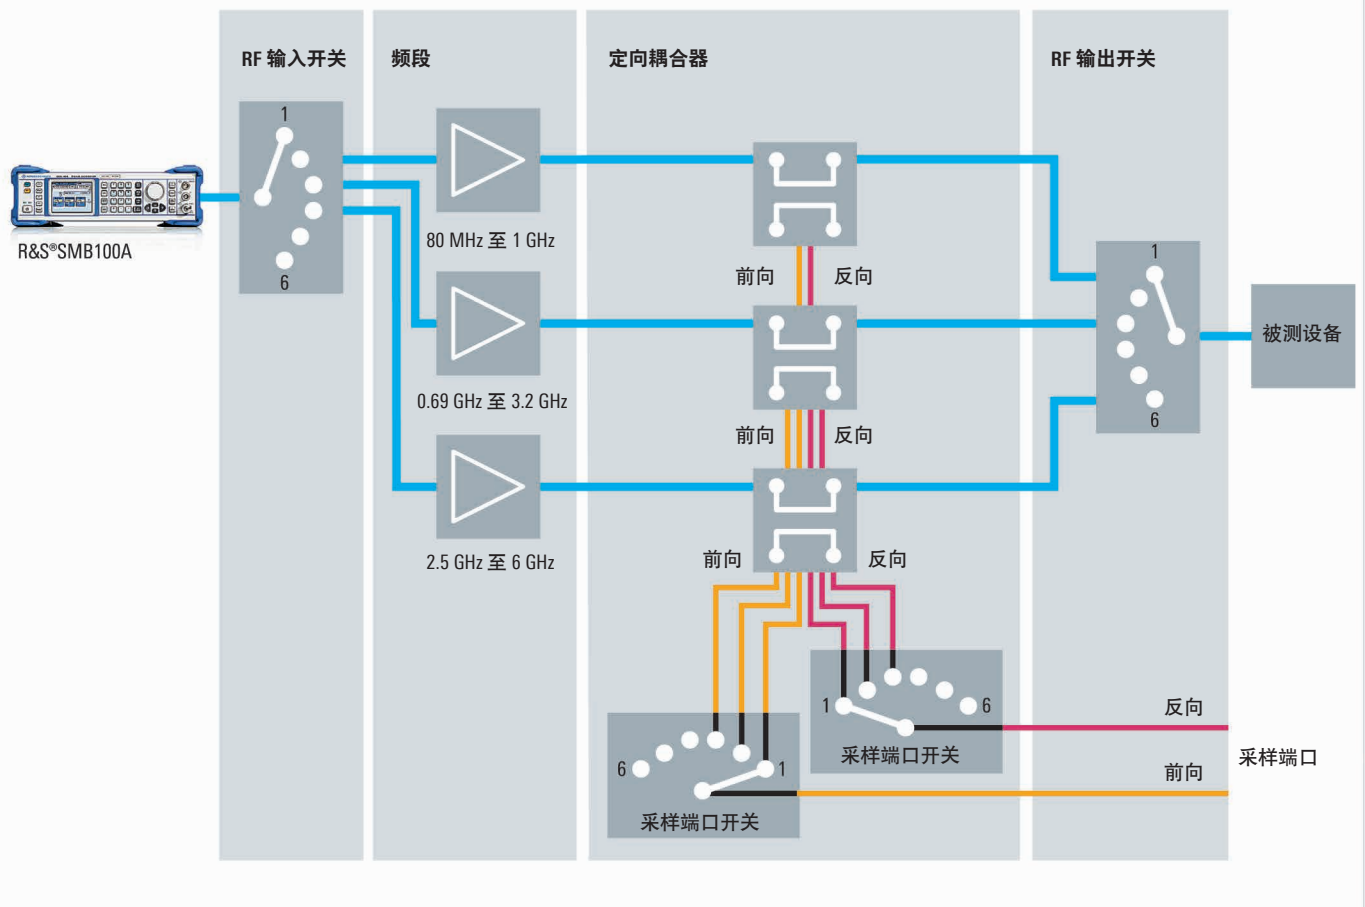 RF 输入开关
频段
定向耦合器
RF 输出开关
1
6
R&S®SMB100A
80 MHz 至 1 GHz
前向
反向
1
6
被测设备
0.69 GHz 至 3.2 GHz
前向
反向
2.5 GHz 至 6 GHz
前向
反向
1
6
采样端口开关
反向
采样端口
前向
6
1
采样端口开关